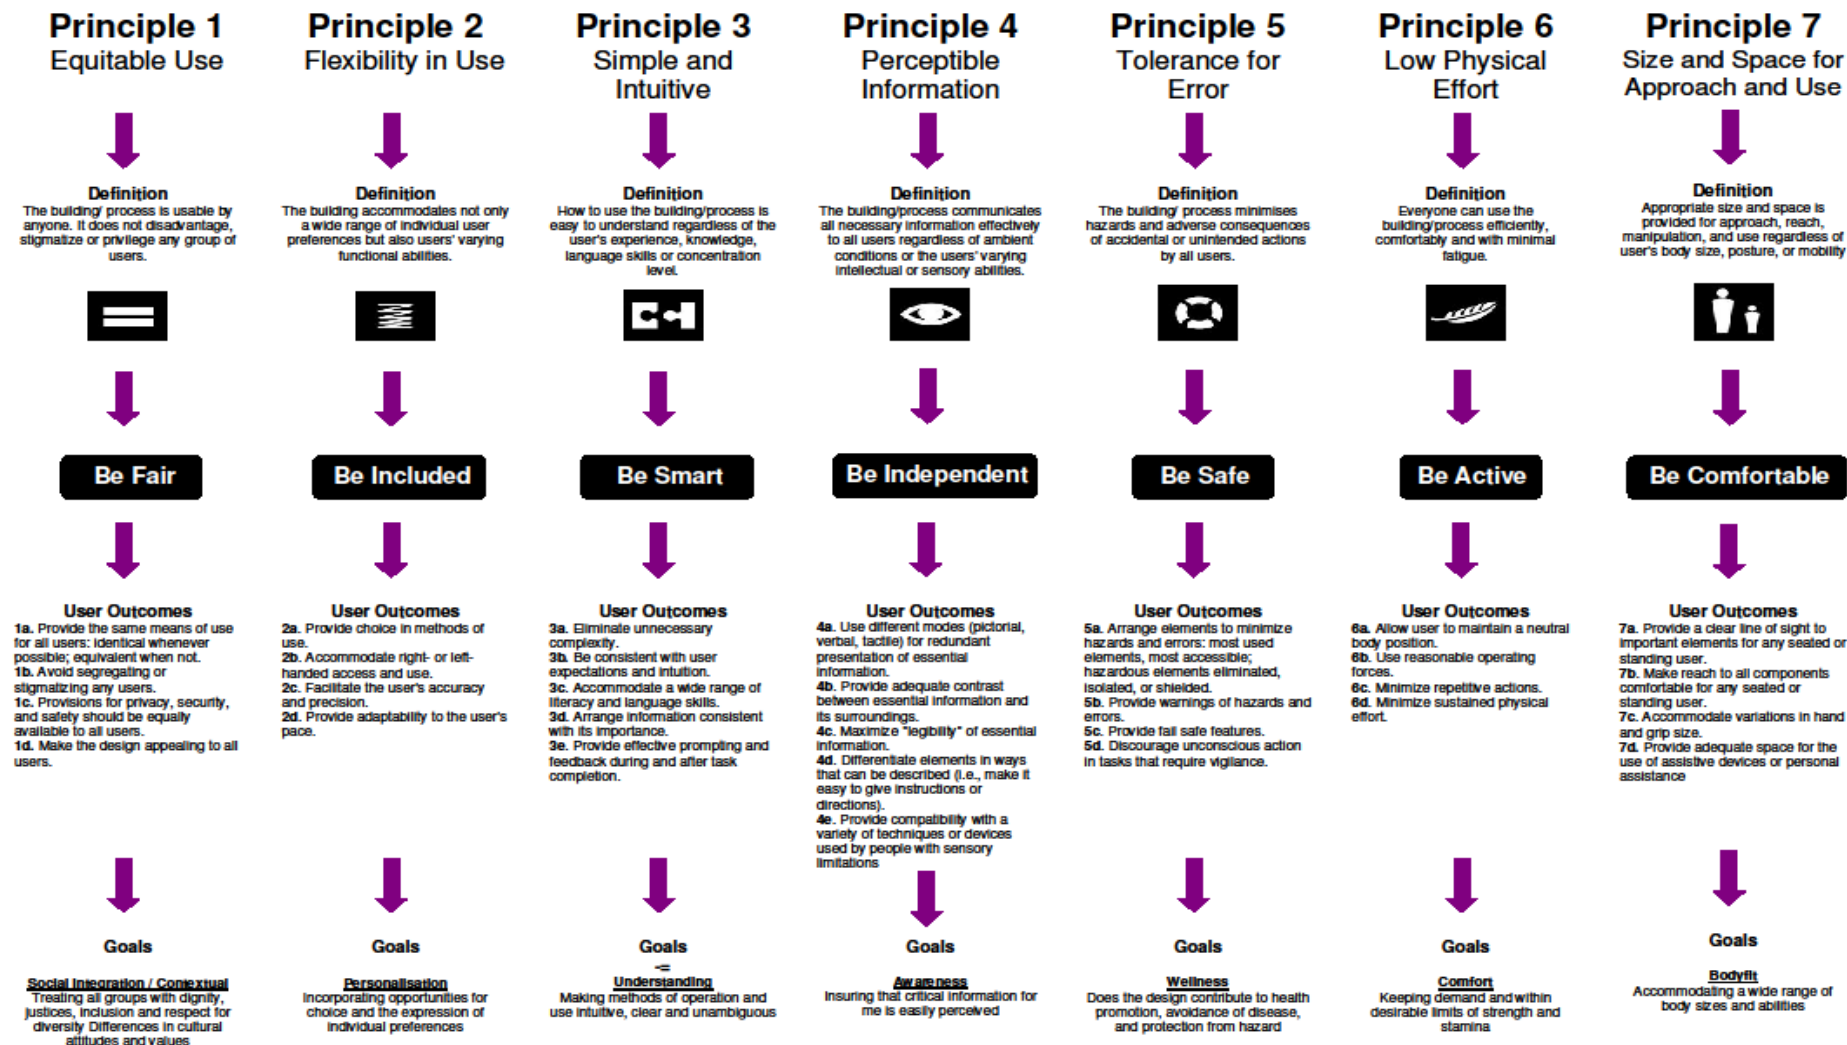 Principle 1
Equitable Use
Definition
The building/ process is usable by
anyone. It does not disadvantage,
stigmatize or privilege any group of
users.
Be Fair
User Outcomes
1a. Provide the same means of use
for all users: identical whenever
possible; equivalent when not.
1b. Avoid segregating or
stigmatizing any users.
1c. Provisions for privacy, security,
and safety should be equally
available to all users.
1d. Make the design appealing to all
users.
Goals
Social Integration / Contextual
Treating all groups with dignity,
justices, inclusion and respect for
diversity Differences in cultural
attitudes and values
Principle 2
Flexibility in Use
Definition
The building accommodates not only
a wide range of individual user
preferences but also users' varying
functional abilities.
Be Included
User Outcomes
2a. Provide choice in methods of
use.
2b. Accommodate right- or left-
handed access and use.
2c. Facilitate the user's accuracy
and precision.
2d. Provide adaptability to the user's
pace.
Goals
Personalisation
Incorporating opportunities for
choice and the expression of
individual preferences
Principle 3
Simple and
Intuitive
Definition
How to use the building/process is
easy to understand regardless of the
user's experience, knowledge,
language skills or concentration
level.
Be Smart
User Outcomes
3a. Eliminate unnecessary
complexity.
3b. Be consistent with user
expectations and intuition.
3c. Accommodate a wide range of
literacy and language skills.
3d. Arrange information consistent
with its importance.
3e. Provide effective prompting and
feedback during and after task
completion.
Goals
-=
Understanding
Making methods of operation and
use intuitive, clear and unambiguous
Principle 4
Perceptible
Information
Definition
The building/process communicates
all necessary information effectively
to all users regardless of ambient
conditions or the users' varying
intellectual or sensory abilities.
Be Independent
User Outcomes
4a. Use different modes (pictorial,
verbal, tactile) for redundant
presentation of essential
information.
4b. Provide adequate contrast
between essential information and
its surroundings.
4c. Maximize "legibility" of essential
information.
4d. Differentiate elements in ways
that can be described (i.e., make it
easy to give instructions or
directions).
4e. Provide compatibility with a
variety of techniques or devices
used by people with sensory
limitations
Goals
Awareness
Insuring that critical information for
me is easily perceived
Principle 5
Tolerance for
Error
Definition
The building/ process minimises
hazards and adverse consequences
of accidental or unintended actions
by all users.
Be Safe
User Outcomes
5a. Arrange elements to minimize
hazards and errors: most used
elements, most accessible;
hazardous elements eliminated,
isolated, or shielded.
5b. Provide warnings of hazards and
errors.
5c. Provide fail safe features.
5d. Discourage unconscious action
in tasks that require vigilance.
Goals
Wellness
Does the design contribute to health
promotion, avoidance of disease,
and protection from hazard
Principle 6
Low Physical
Effort
Definition
Everyone can use the
building/process efficiently,
comfortably and with minimal
fatigue.
Be Active
User Outcomes
6a. Allow user to maintain a neutral
body position.
6b. Use reasonable operating
forces.
6c. Minimize repetitive actions.
6d. Minimize sustained physical
effort.
Goals
Comfort
Keeping demand and within
desirable limits of strength and
stamina
Principle 7
Size and Space for
Approach and Use
Definition
Appropriate size and space is
provided for approach, reach,
manipulation, and use regardless of
user's body size, posture, or mobility
Be Comfortable
User Outcomes
7a. Provide a clear line of sight to
important elements for any seated or
standing user.
7b. Make reach to all components
comfortable for any seated or
standing user.
7c. Accommodate variations in hand
and grip size.
7d. Provide adequate space for the
use of assistive devices or personal
assistance
Goals
Bodyfit
Accommodating a wide range of
body sizes and abilities